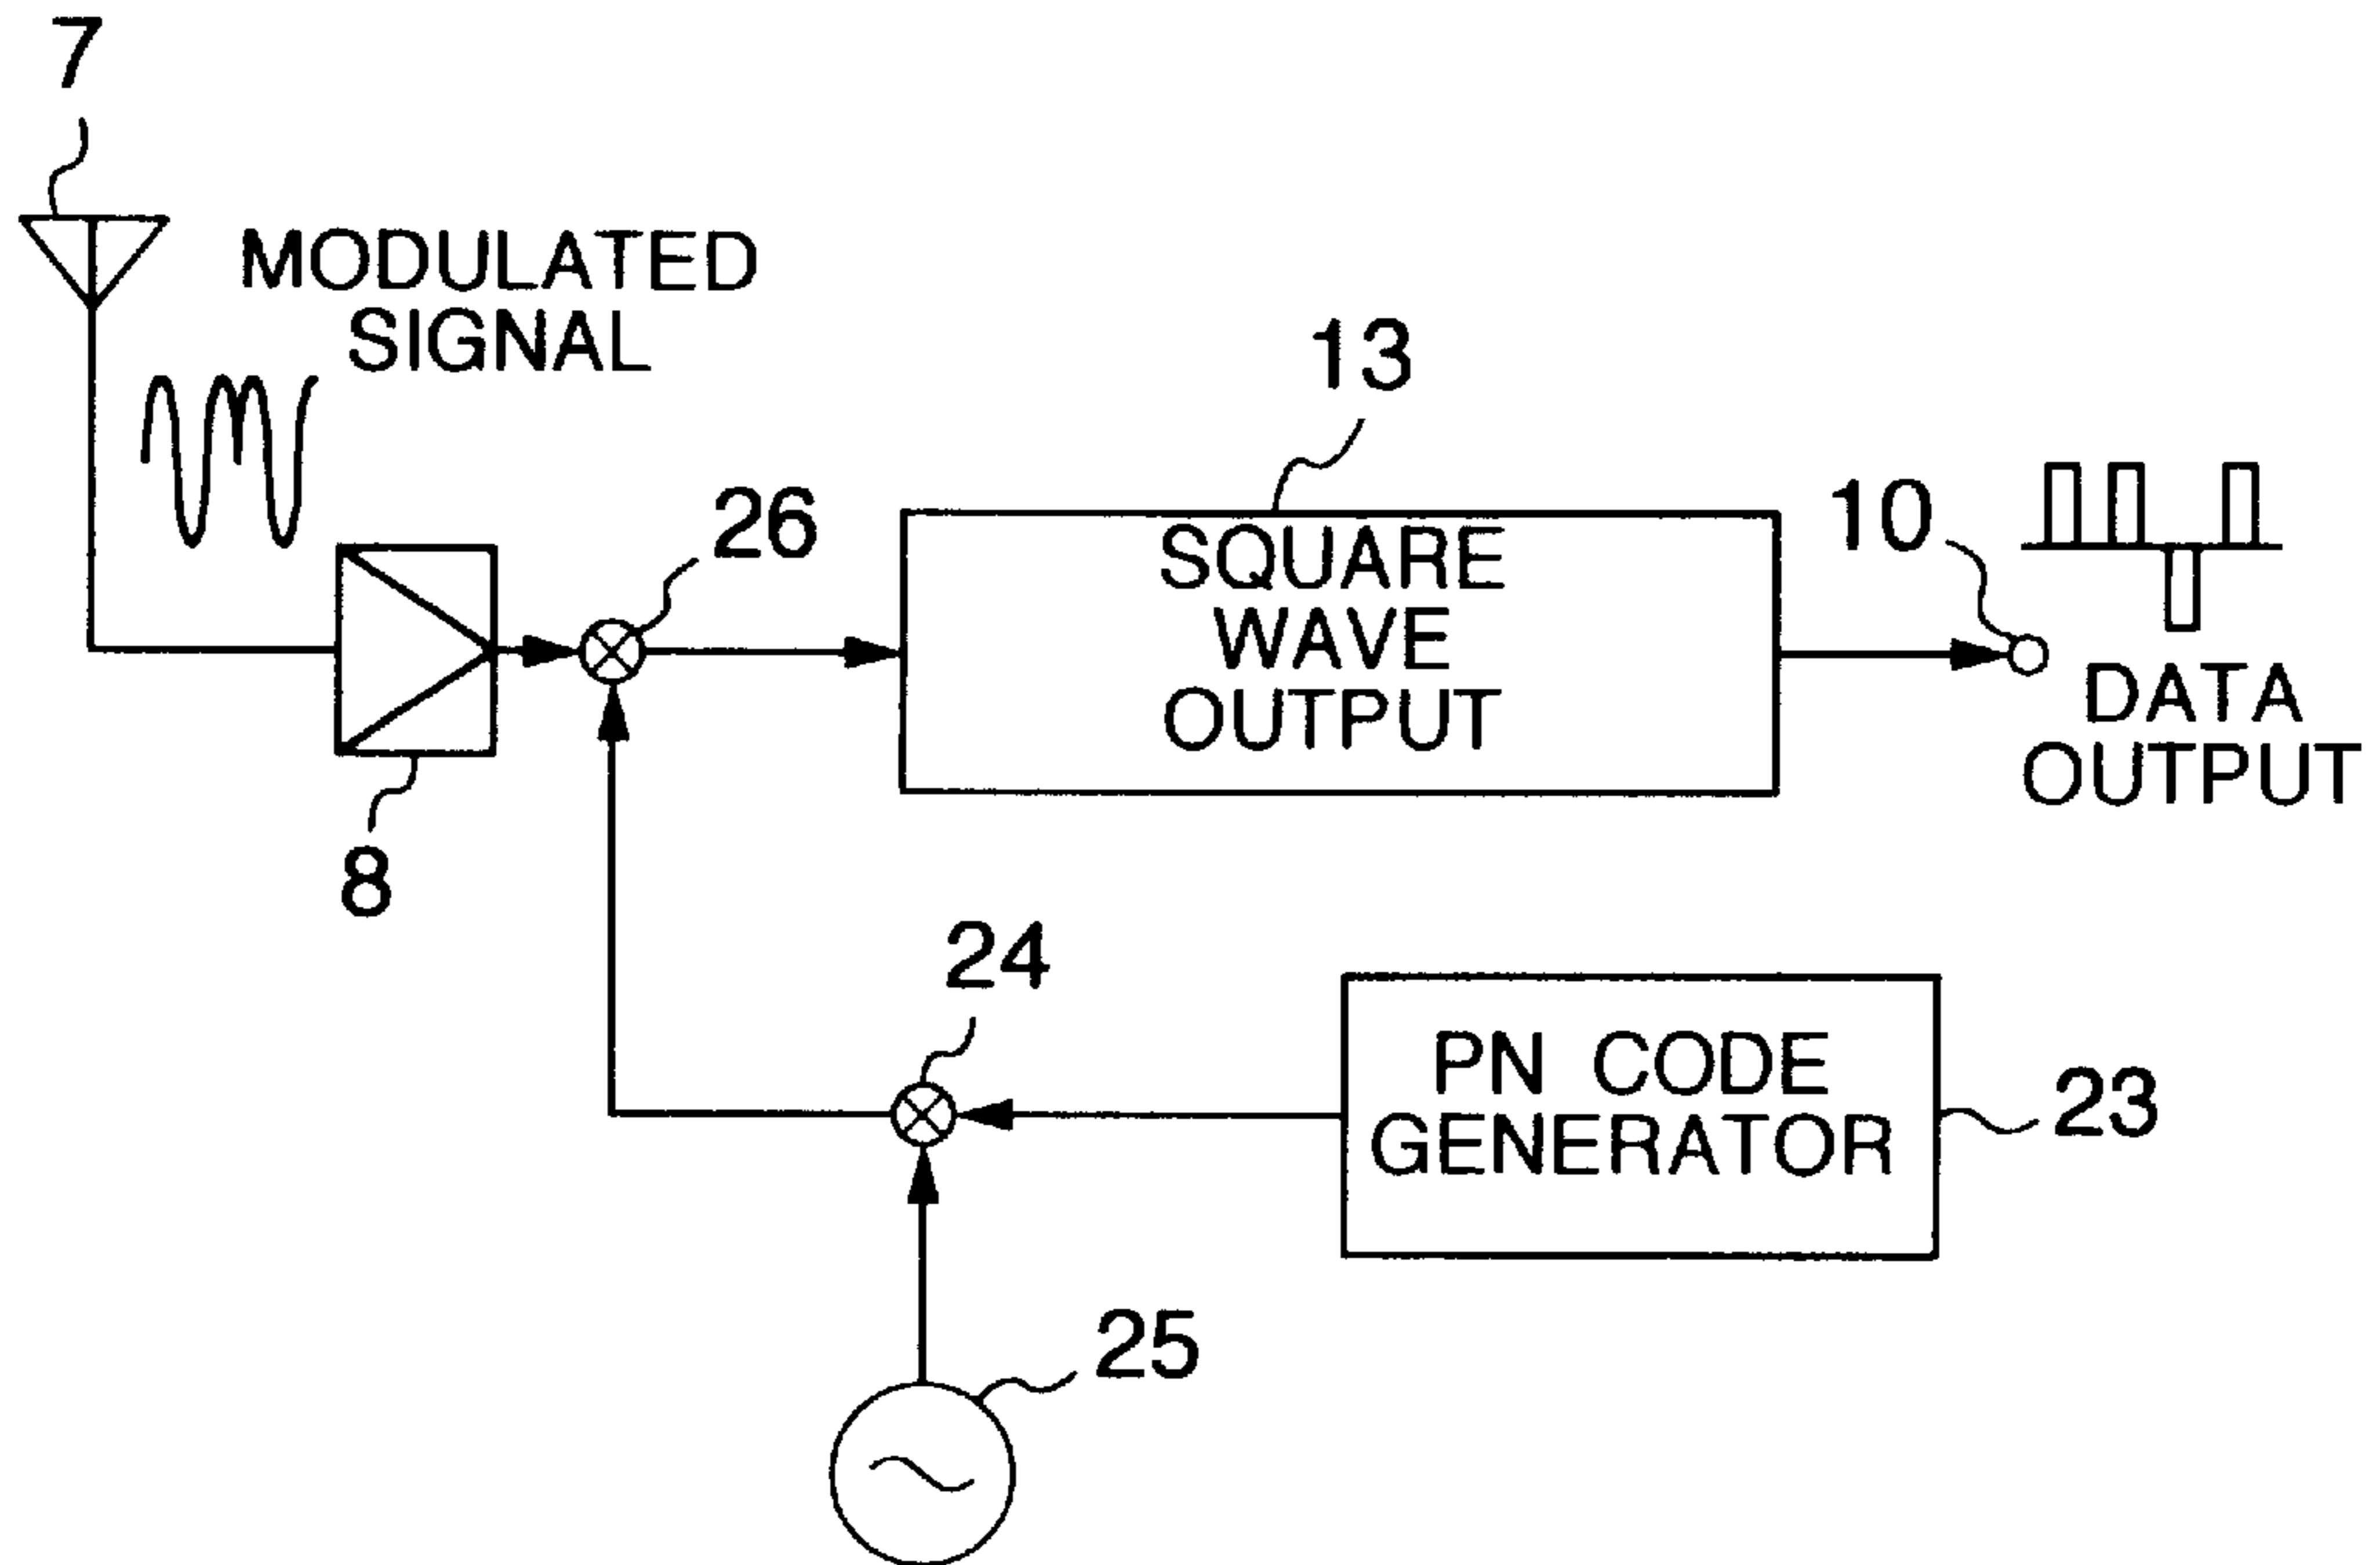 7
MODULATED
SIGNAL
13
26
SQUARE
WAVE
OUTPUT
10
DATA
OUTPUT
8
24
PN CODE
GENERATOR
23
25